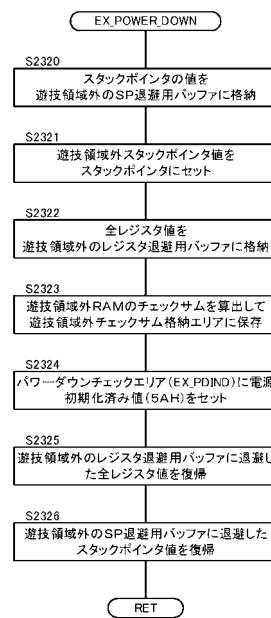 EX_POWER_DOWN
S2320
スタックポインタの値を
遊技領域外のSP退避用バッファに格納
S2321
遊技領域外スタックポインタ値を
スタックポインタにセット
S2322
全レジスタ値を
遊技領域外のレジスタ退避用バッファに格納
S2323
遊技領域外RAMのチェックサムを算出して
遊技領域外チェックサム格納エリアに保存
S2324
パワーダウンチェックエリア(EX_PDIND)に電源
初期化済み値(5AH)をセット
S2325
遊技領域外のレジスタ退避用バッファに退避し
た全レジスタ値を復帰
S2326
遊技領域外のSP退避用バッファに退避した
スタックポインタ値を復帰
RET